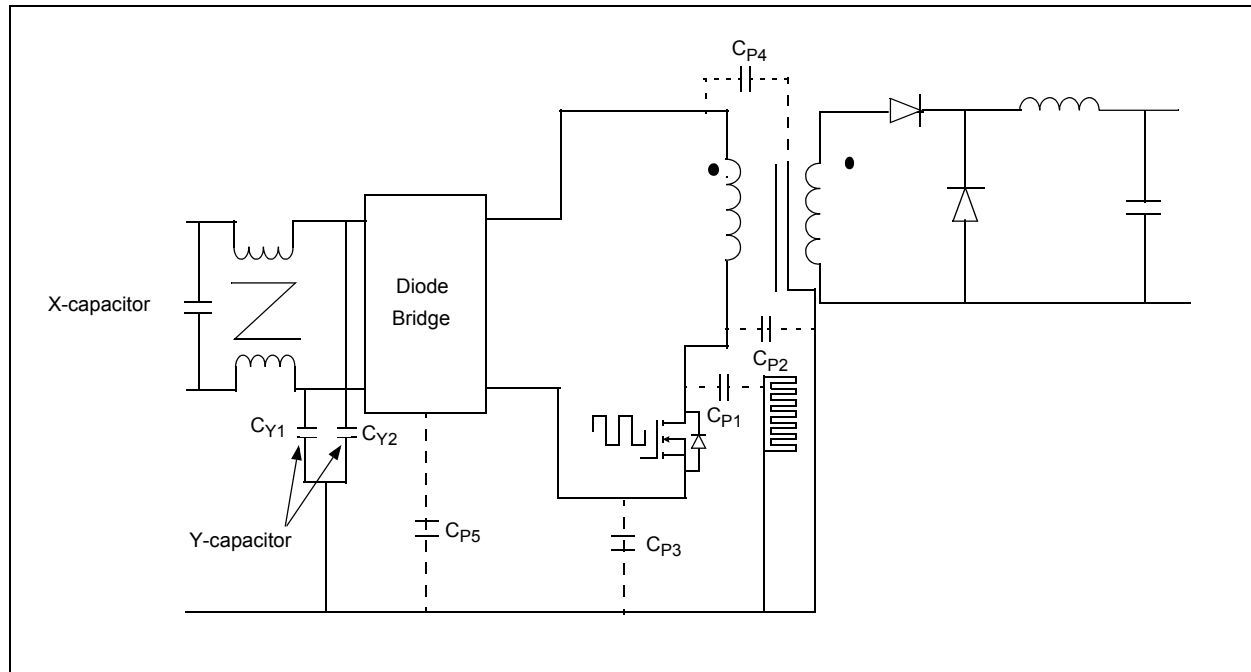 CP4
X-capacitor
Diode
Bridge
CP2
CP1
CY1
CY2
Y-capacitor
CP5
CP3